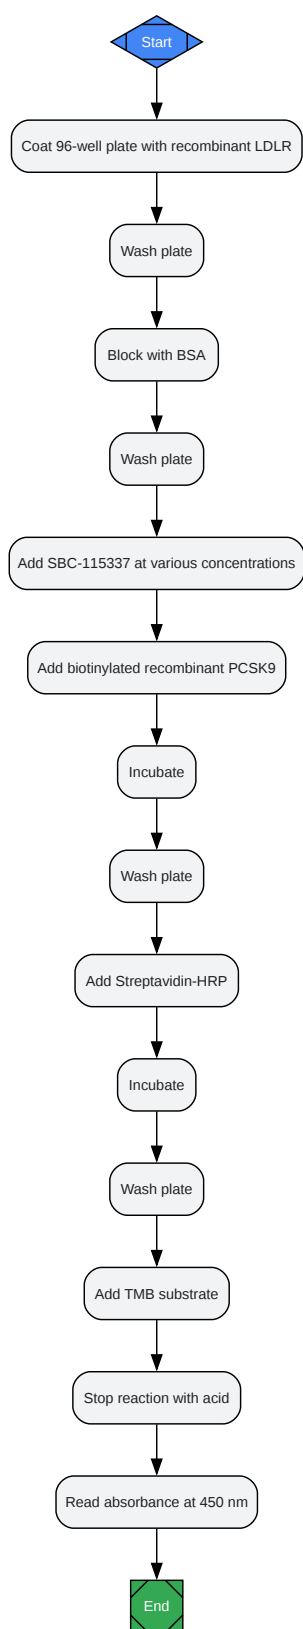 Start
Coat 96-well plate with recombinant LDLR
Wash plate
Block with BSA
Wash plate
Add SBC-115337 at various concentrations
Add biotinylated recombinant PCSK9
Incubate
Wash plate
Add Streptavidin-HRP
Incubate
Wash plate
Add TMB substrate
Stop reaction with acid
Read absorbance at 450 nm
End